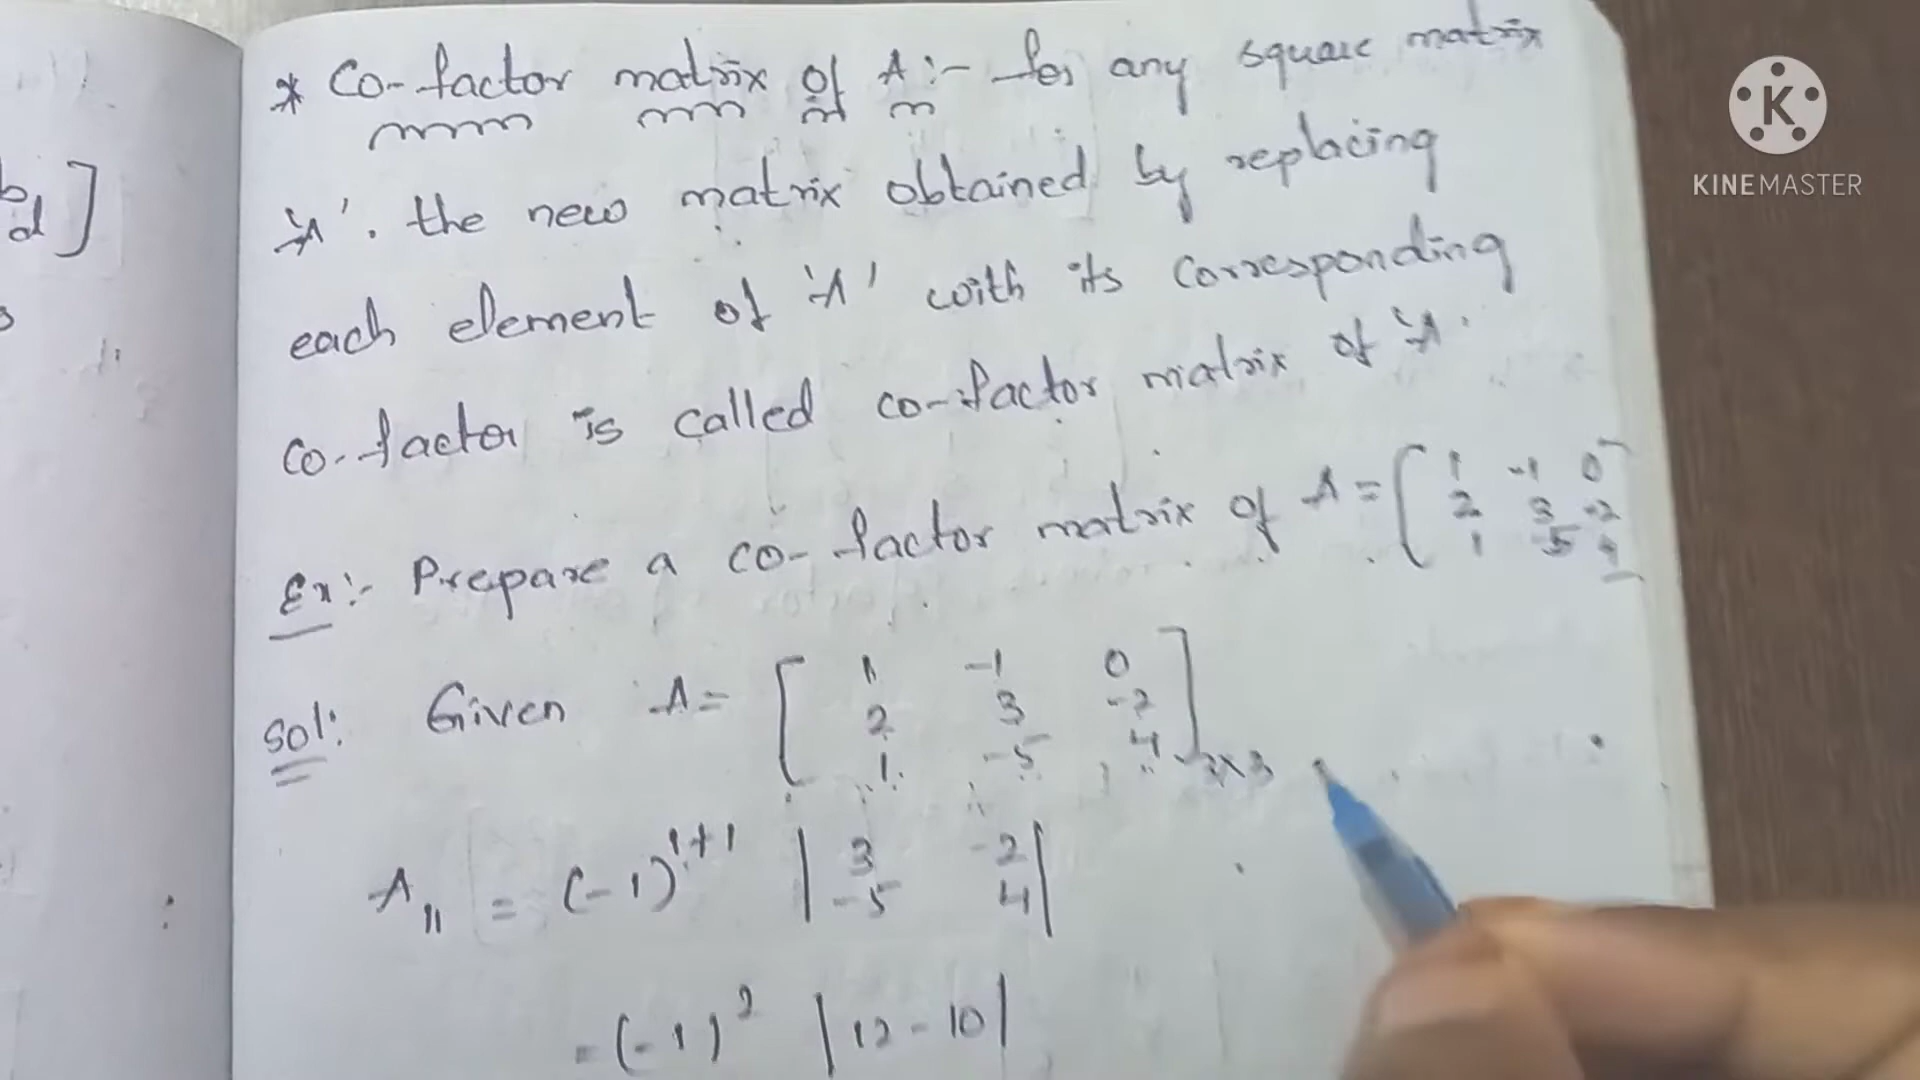 b
d ]
* Co-factor matrix of A :- for any square matrix
'A'. the new matrix obtained by replacing
each element of 'A' with its corresponding
co-factor is called co-factor matrix of 'A'.
Ex:- Prepare a co-factor matrix of A = [ 1 -1 0
2 3 -2
1 -5 4 ]
Sol: Given A = [ 1 -1 0
2 3 -2
1 -5 4 ] 3x3
A11 = (-1)^1+1 | 3 -2
-5 4 |
= (-1)^2 | 12 - 10 |
K
KINEMASTER